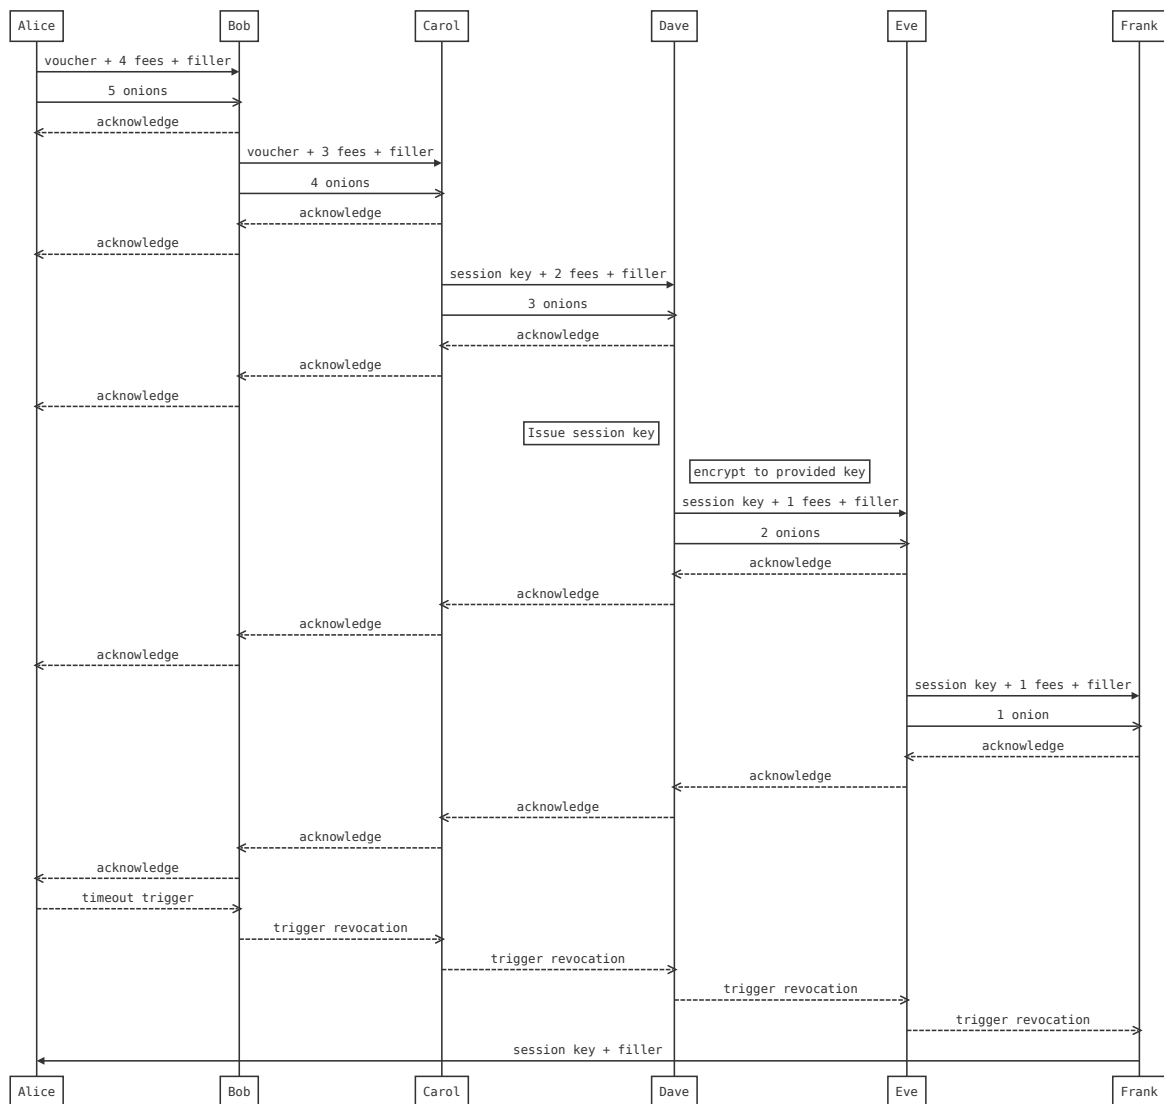 Alice Bob Carol Dave Eve Frank
voucher + 4 fees + filler
5 onions
acknowledge
voucher + 3 fees + filler
4 onions
acknowledge
acknowledge
session key + 2 fees + filler
3 onions
acknowledge
acknowledge
acknowledge
Issue session key
encrypt to provided key
session key + 1 fees + filler
2 onions
acknowledge
acknowledge
acknowledge
acknowledge
session key + 1 fees + filler
1 onion
acknowledge
acknowledge
acknowledge
acknowledge
acknowledge
timeout trigger
trigger revocation
trigger revocation
trigger revocation
trigger revocation
session key + filler
Alice Bob Carol Dave Eve Frank